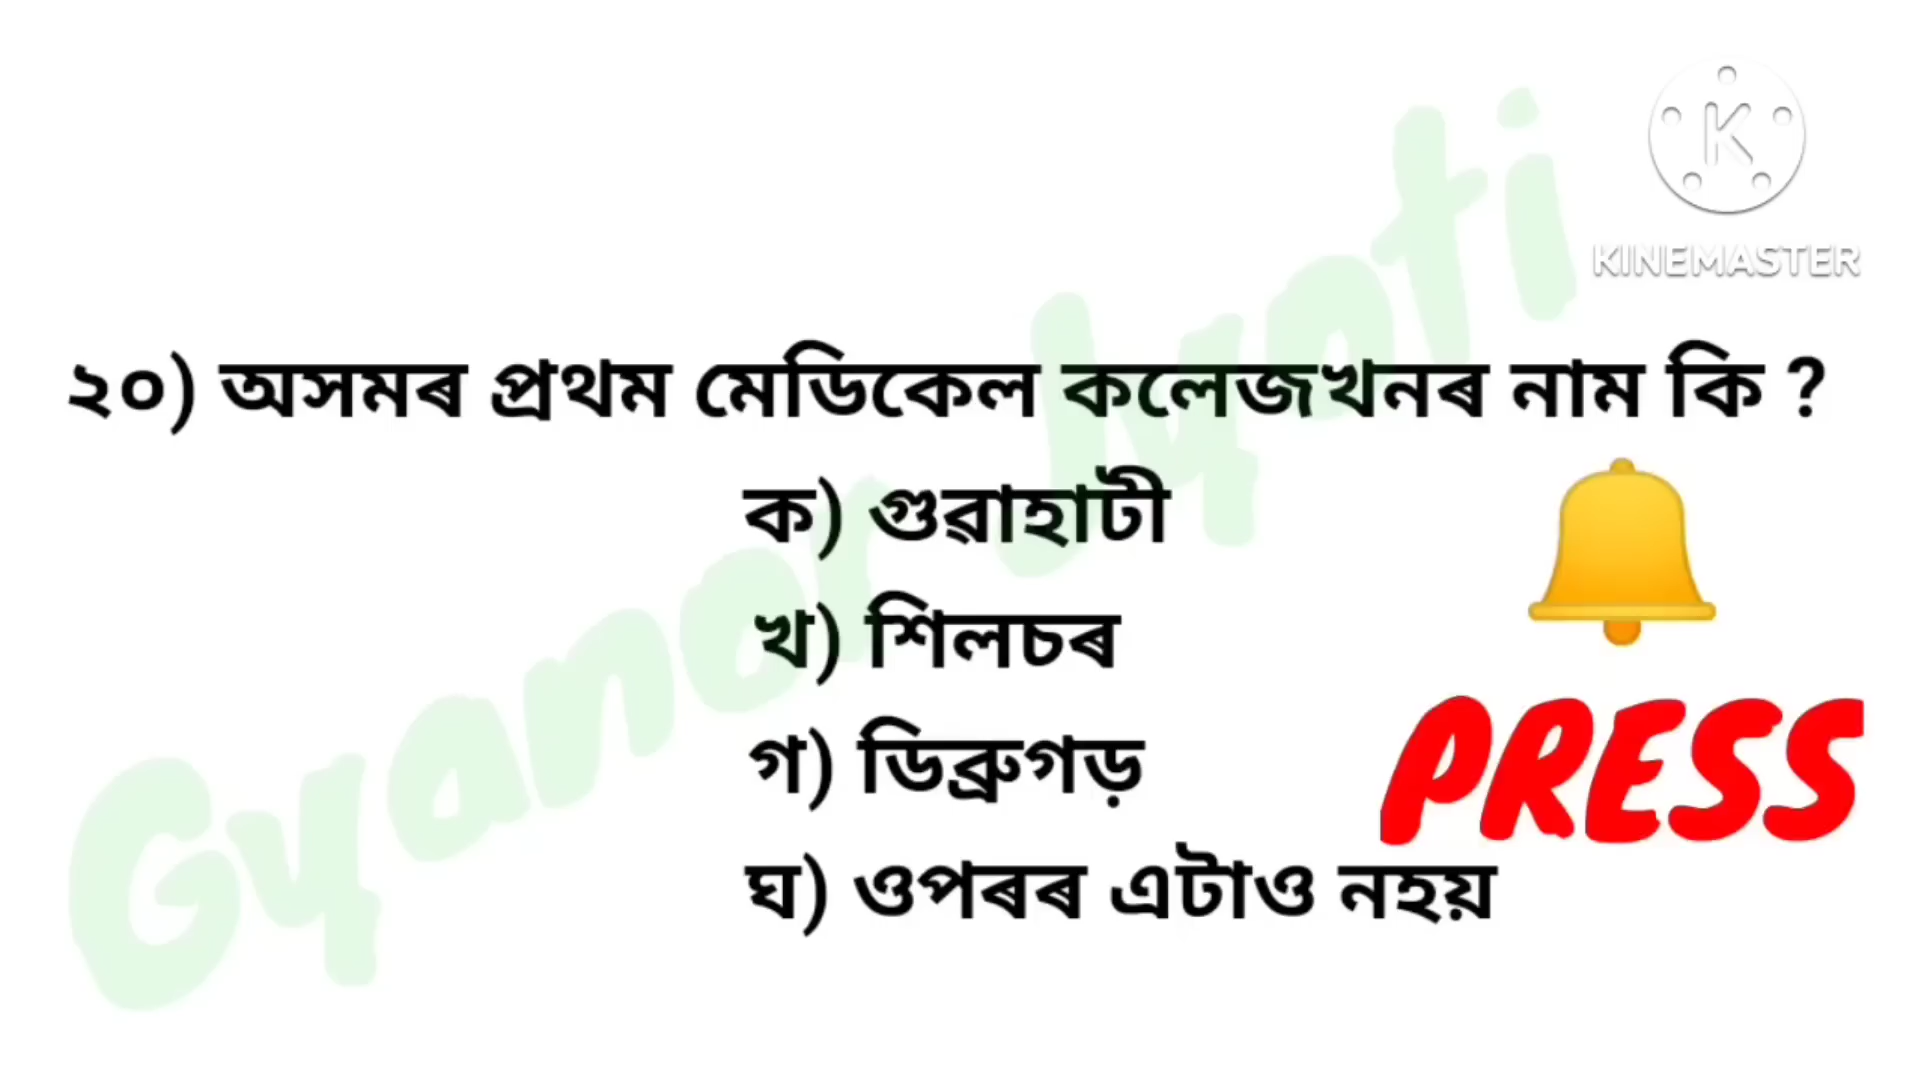 KINEMASTER
২০) অসমৰ প্ৰথম মেডিকেল কলেজখনৰ নাম কি ?
ক) গুৱাহাটী
খ) শিলচৰ
গ) ডিব্ৰুগড়
ঘ) ওপৰৰ এটাও নহয়
PRESS
Gyanor Jyoti